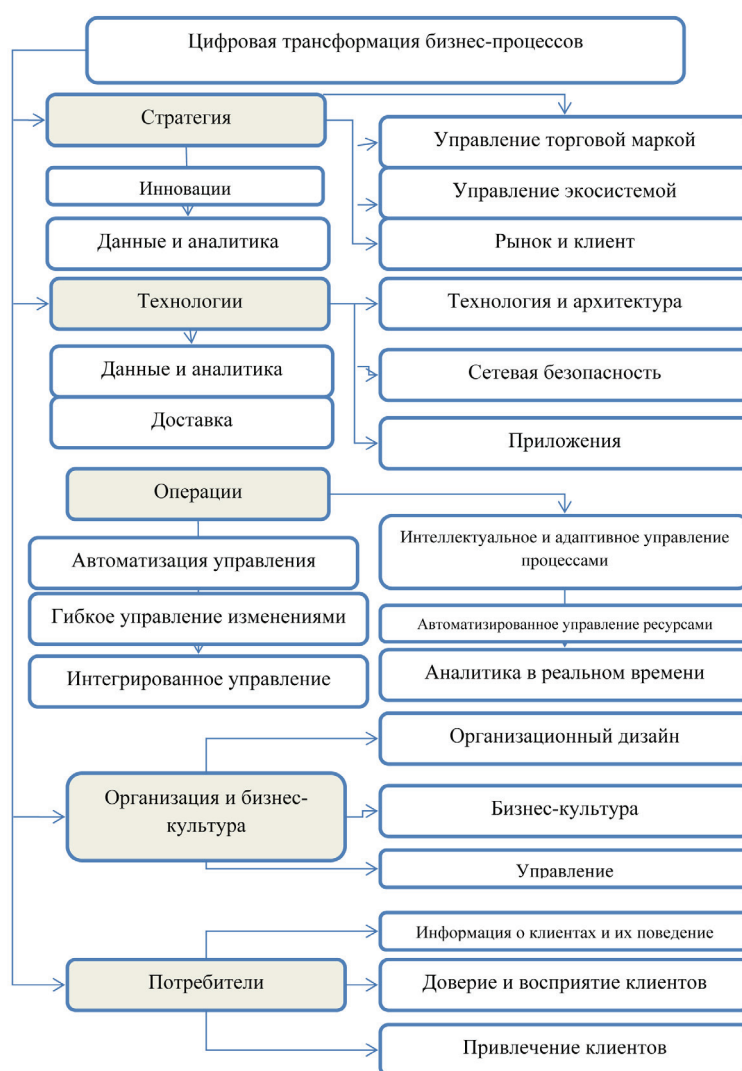 Цифровая трансформация бизнес-процессов
Стратегия
Управление торговой маркой
Инновации
Управление экосистемой
Данные и аналитика
Рынок и клиент
Технологии
Технология и архитектура
Данные и аналитика
Сетевая безопасность
Доставка
Приложения
Операции
Интеллектуальное и адаптивное управление
процессами
Автоматизация управления
Гибкое управление изменениями
Автоматизированное управление ресурсами
Интегрированное управление
Аналитика в реальном времени
Организационный дизайн
Организация и бизнес-
культура
Бизнес-культура
Управление
Информация о клиентах и их поведение
Потребители
Доверие и восприятие клиентов
Привлечение клиентов